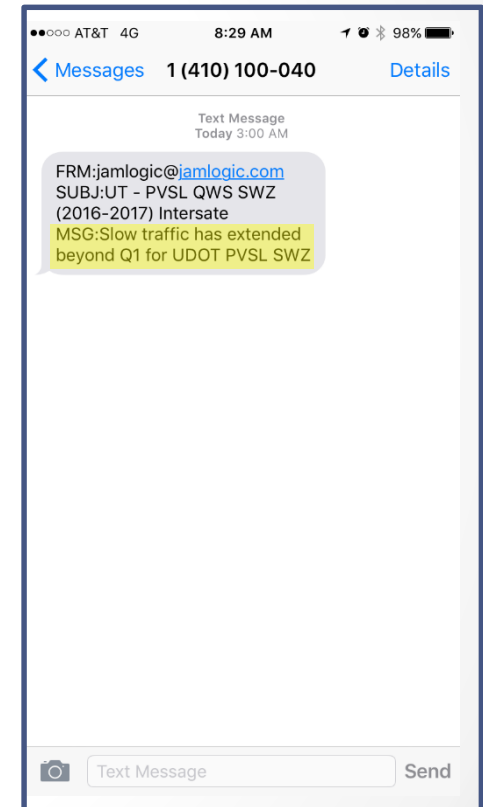 AT&T 4G 8:29 AM 98%
Messages 1 (410) 100-040 Details
Text Message
Today 3:00 AM
FRM:jamlogic@jamlogic.com
SUBJ:UT - PVSL QWS SWZ
(2016-2017) Intersate
MSG:Slow traffic has extended
beyond Q1 for UDOT PVSL SWZ
Text Message Send